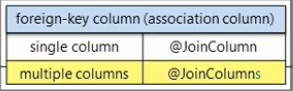 foreign-key column (association column)
single column @JoinColumn
multiple columns @JoinColumns